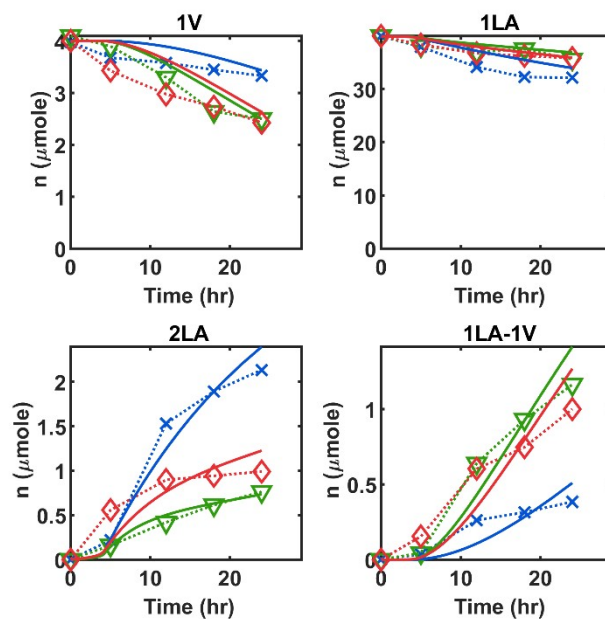 1V
n (μmole)
4
3
2
1
0
0 10 20
Time (hr)
1LA
n (μmole)
30
20
10
0
0 10 20
Time (hr)
2LA
n (μmole)
2
1.5
1
0.5
0
0 10 20
Time (hr)
1LA-1V
n (μmole)
1
0.5
0
0 10 20
Time (hr)